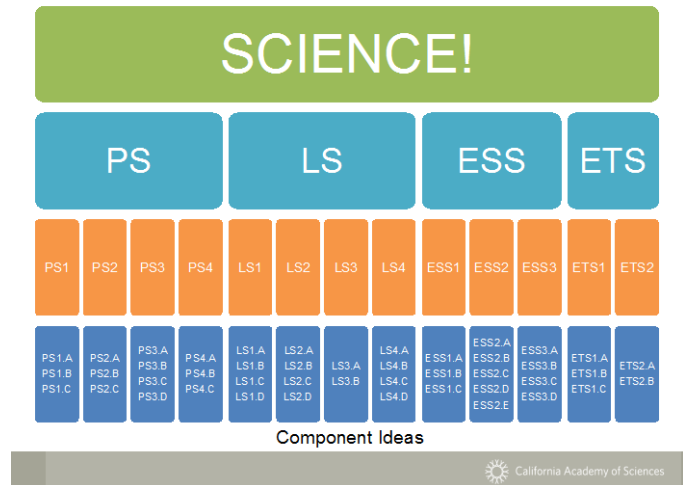 SCIENCE!
PS
LS
ESS
ETS
PS1
PS2
PS3
PS4
LS1
LS2
LS3
LS4
ESS1
ESS2
ESS3
ETS1
ETS2
PS1.A
PS1.B
PS1.C
PS2.A
PS2.B
PS2.C
PS3.A
PS3.B
PS3.C
PS3.D
PS4.A
PS4.B
PS4.C
LS1.A
LS1.B
LS1.C
LS1.D
LS2.A
LS2.B
LS2.C
LS2.D
LS3.A
LS3.B
LS4.A
LS4.B
LS4.C
LS4.D
ESS1.A
ESS1.B
ESS1.C
ESS2.A
ESS2.B
ESS2.C
ESS2.D
ESS2.E
ESS3.A
ESS3.B
ESS3.C
ESS3.D
ETS1.A
ETS1.B
ETS1.C
ETS2.A
ETS2.B
Component Ideas
California Academy of Sciences